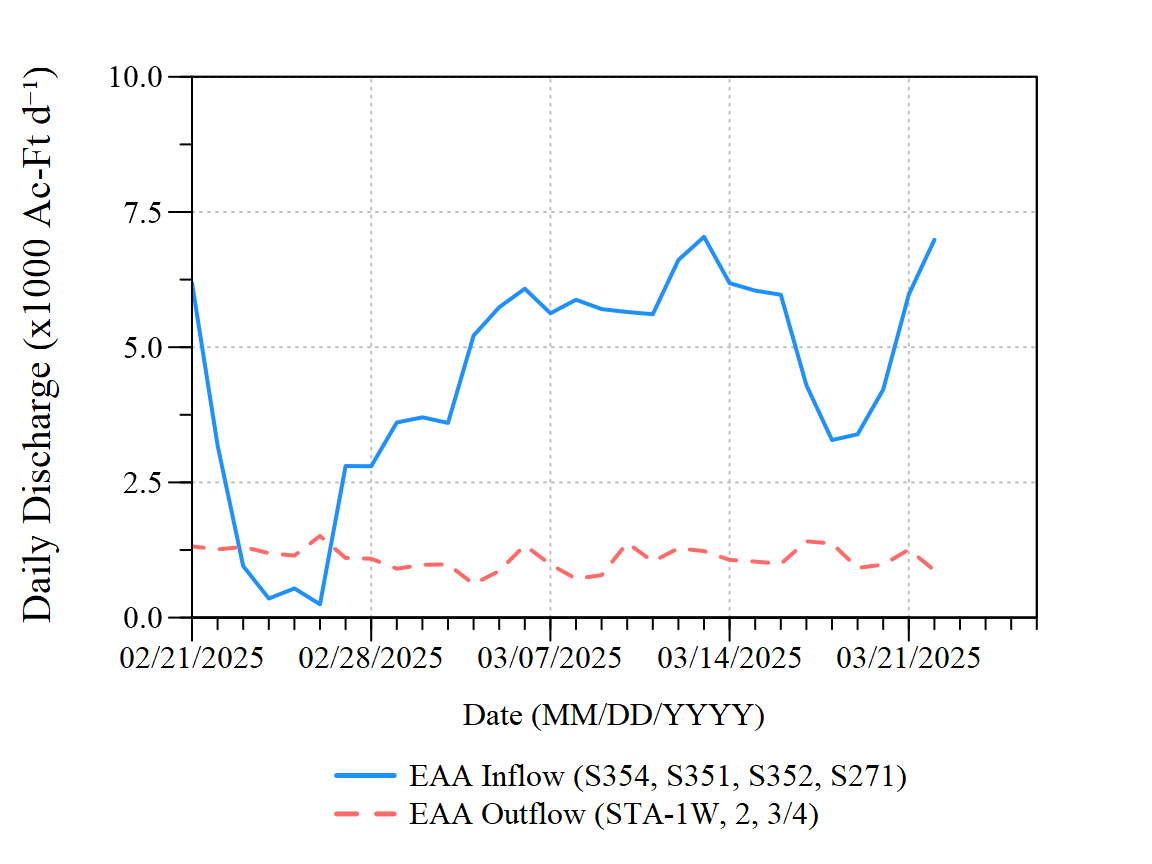 Daily Discharge (x1000 Ac-Ft d⁻¹)
10.0
7.5
5.0
2.5
0.0
02/21/2025 02/28/2025 03/07/2025 03/14/2025 03/21/2025
Date (MM/DD/YYYY)
EAA Inflow (S354, S351, S352, S271)
EAA Outflow (STA-1W, 2, 3/4)